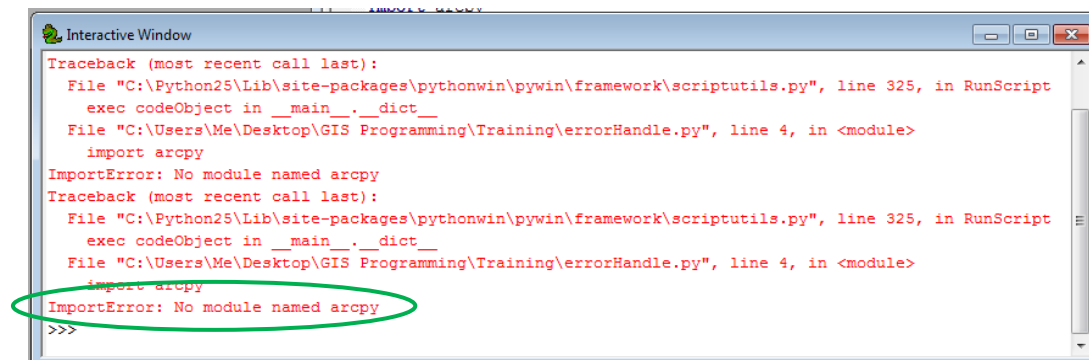 import arcpy
Interactive Window
Traceback (most recent call last):
  File "C:\Python25\Lib\site-packages\pythonwin\pywin\framework\scriptutils.py", line 325, in RunScript
    exec codeObject in __main__.__dict__
  File "C:\Users\Me\Desktop\GIS Programming\Training\errorHandle.py", line 4, in <module>
    import arcpy
ImportError: No module named arcpy
Traceback (most recent call last):
  File "C:\Python25\Lib\site-packages\pythonwin\pywin\framework\scriptutils.py", line 325, in RunScript
    exec codeObject in __main__.__dict__
  File "C:\Users\Me\Desktop\GIS Programming\Training\errorHandle.py", line 4, in <module>
    import arcpy
ImportError: No module named arcpy
>>>